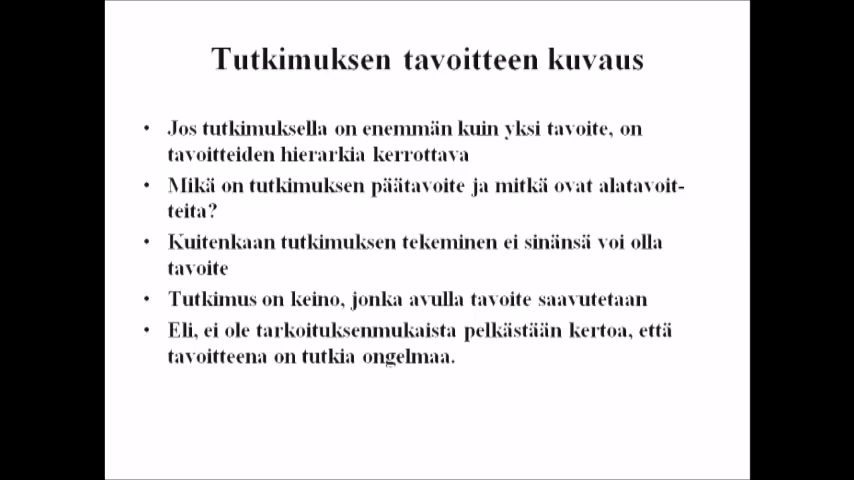 Tutkimuksen tavoitteen kuvaus
• Jos tutkimuksella on enemmän kuin yksi tavoite, on
tavoitteiden hierarkia kerrottava
• Mikä on tutkimuksen päätavoite ja mitkä ovat alatavoit-
teita?
• Kuitenkaan tutkimuksen tekeminen ei sinänsä voi olla
tavoite
• Tutkimus on keino, jonka avulla tavoite saavutetaan
• Eli, ei ole tarkoituksenmukaista pelkästään kertoa, että
tavoitteena on tutkia ongelmaa.